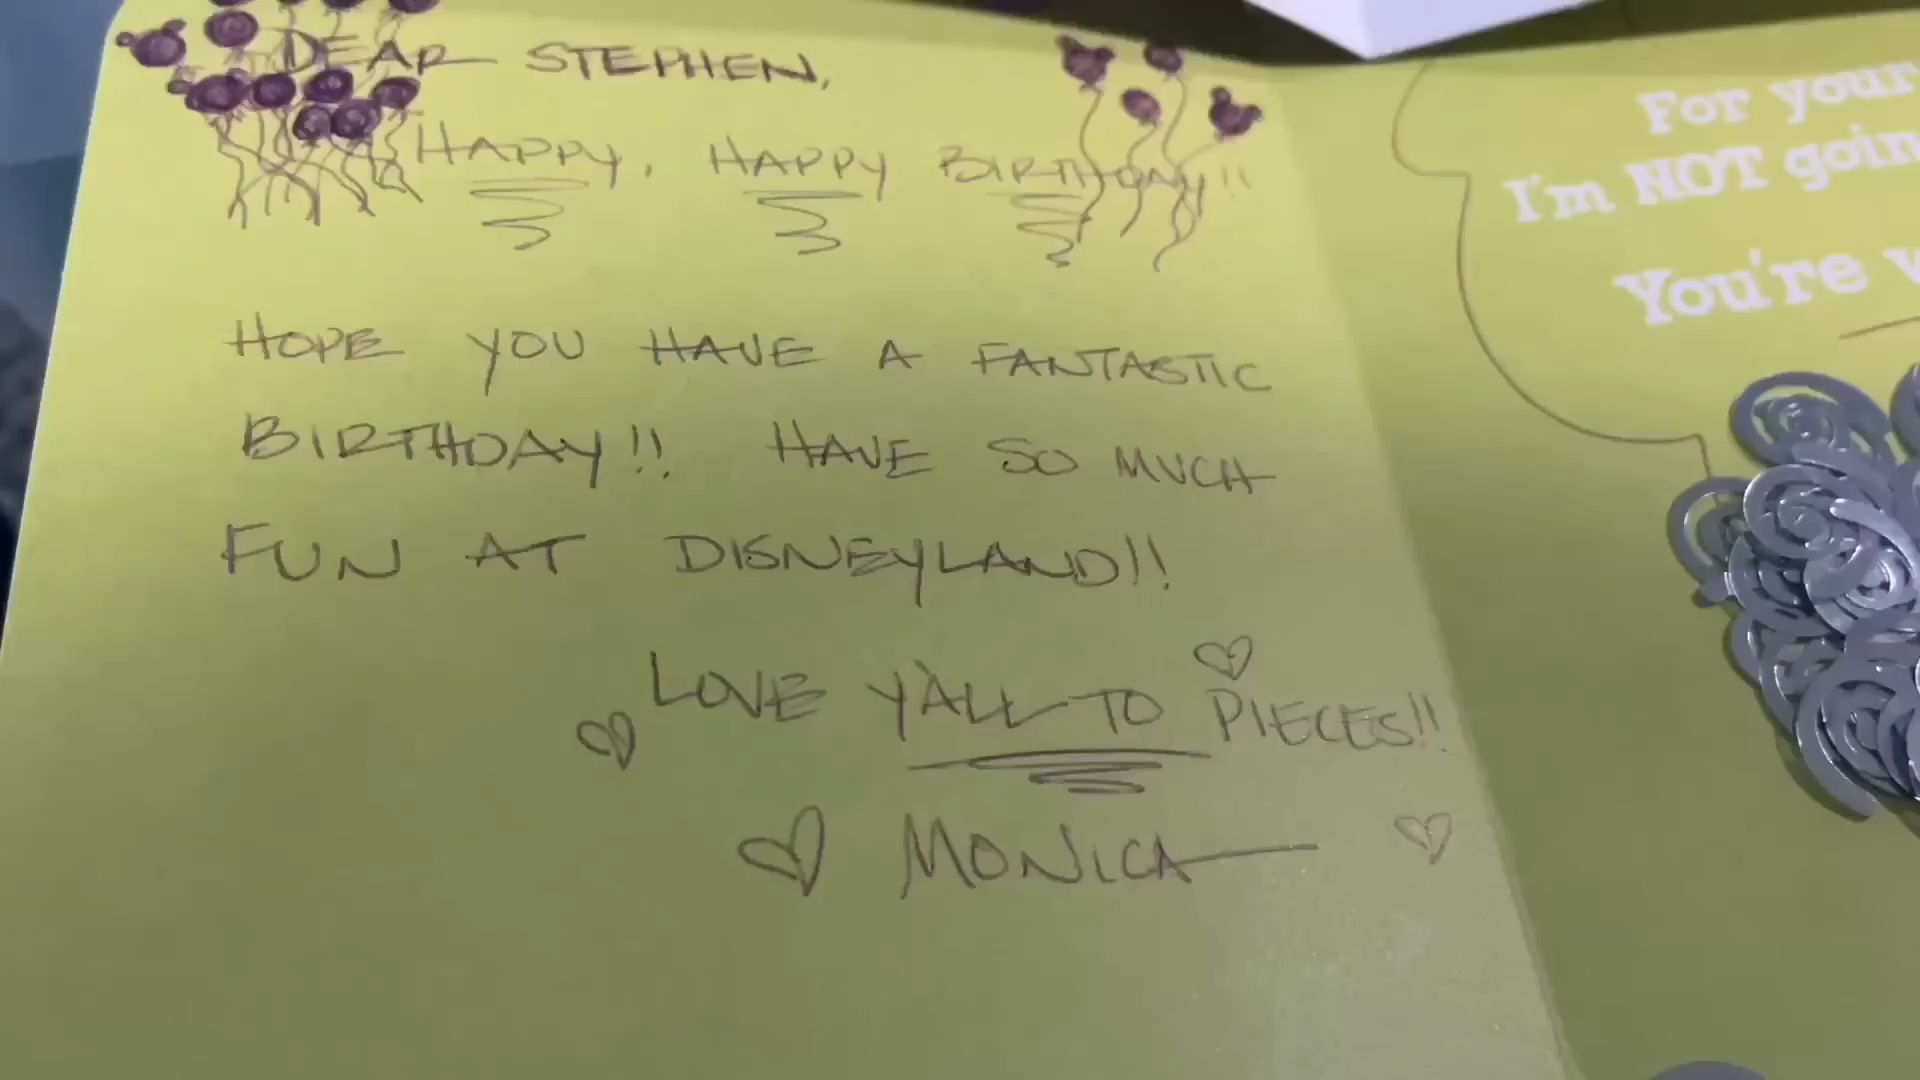 DEAR STEPHEN,
HAPPY, HAPPY BIRTHDAY!!
HOPE YOU HAVE A FANTASTIC
BIRTHDAY!! HAVE SO MUCH
FUN AT DISNEYLAND!!
LOVE Y'ALL TO PIECES!!
MONICA
For your
I'm NOT goin
You're